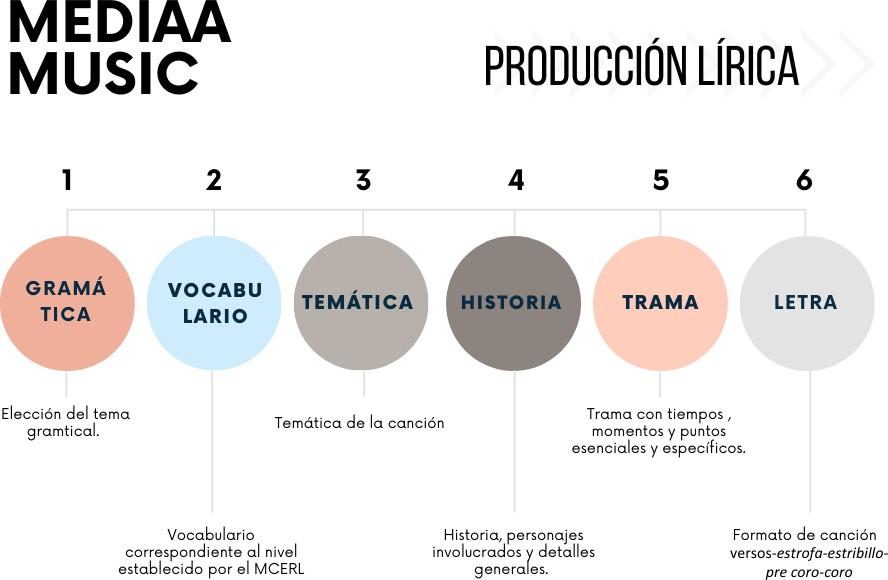 MEDIAA
MUSIC
PRODUCCIÓN LÍRICA
1
2
3
4
5
6
GRAMÁ
TICA
VOCABU
LARIO
TEMÁTICA
HISTORIA
TRAMA
LETRA
Elección del tema
gramtical.
Vocabulario
correspondiente al nivel
establecido por el MCERL
Temática de la canción
Historia, personajes
involucrados y detalles
generales.
Trama con tiempos ,
momentos y puntos
esenciales y específicos.
Formato de canción
versos-estrofa-estribillo-
pre coro-coro